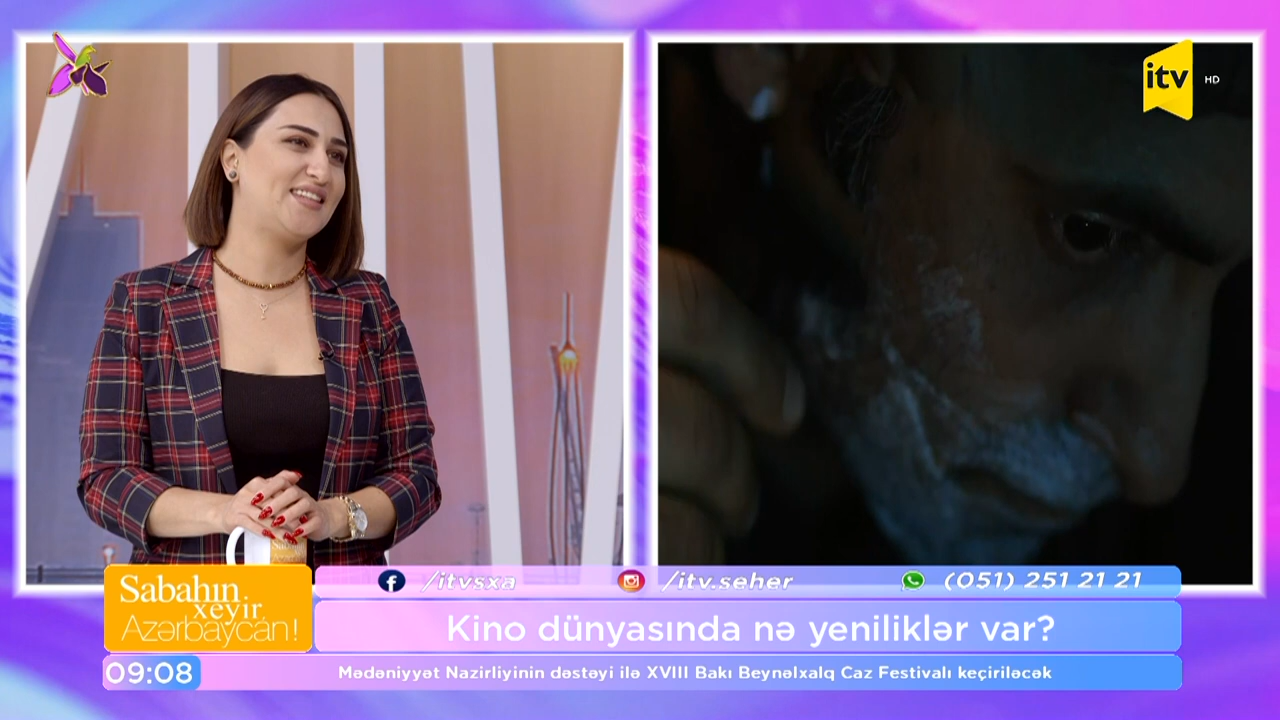 itv HD
/itvsxa
/itv.seher
(051) 251 21 21
Sabahın
xeyir,
Azərbaycan!
Kino dünyasında nə yeniliklər var?
09:08
Mədəniyyət Nazirliyinin dəstəyi ilə XVIII Bakı Beynəlxalq Caz Festivalı keçiriləcək